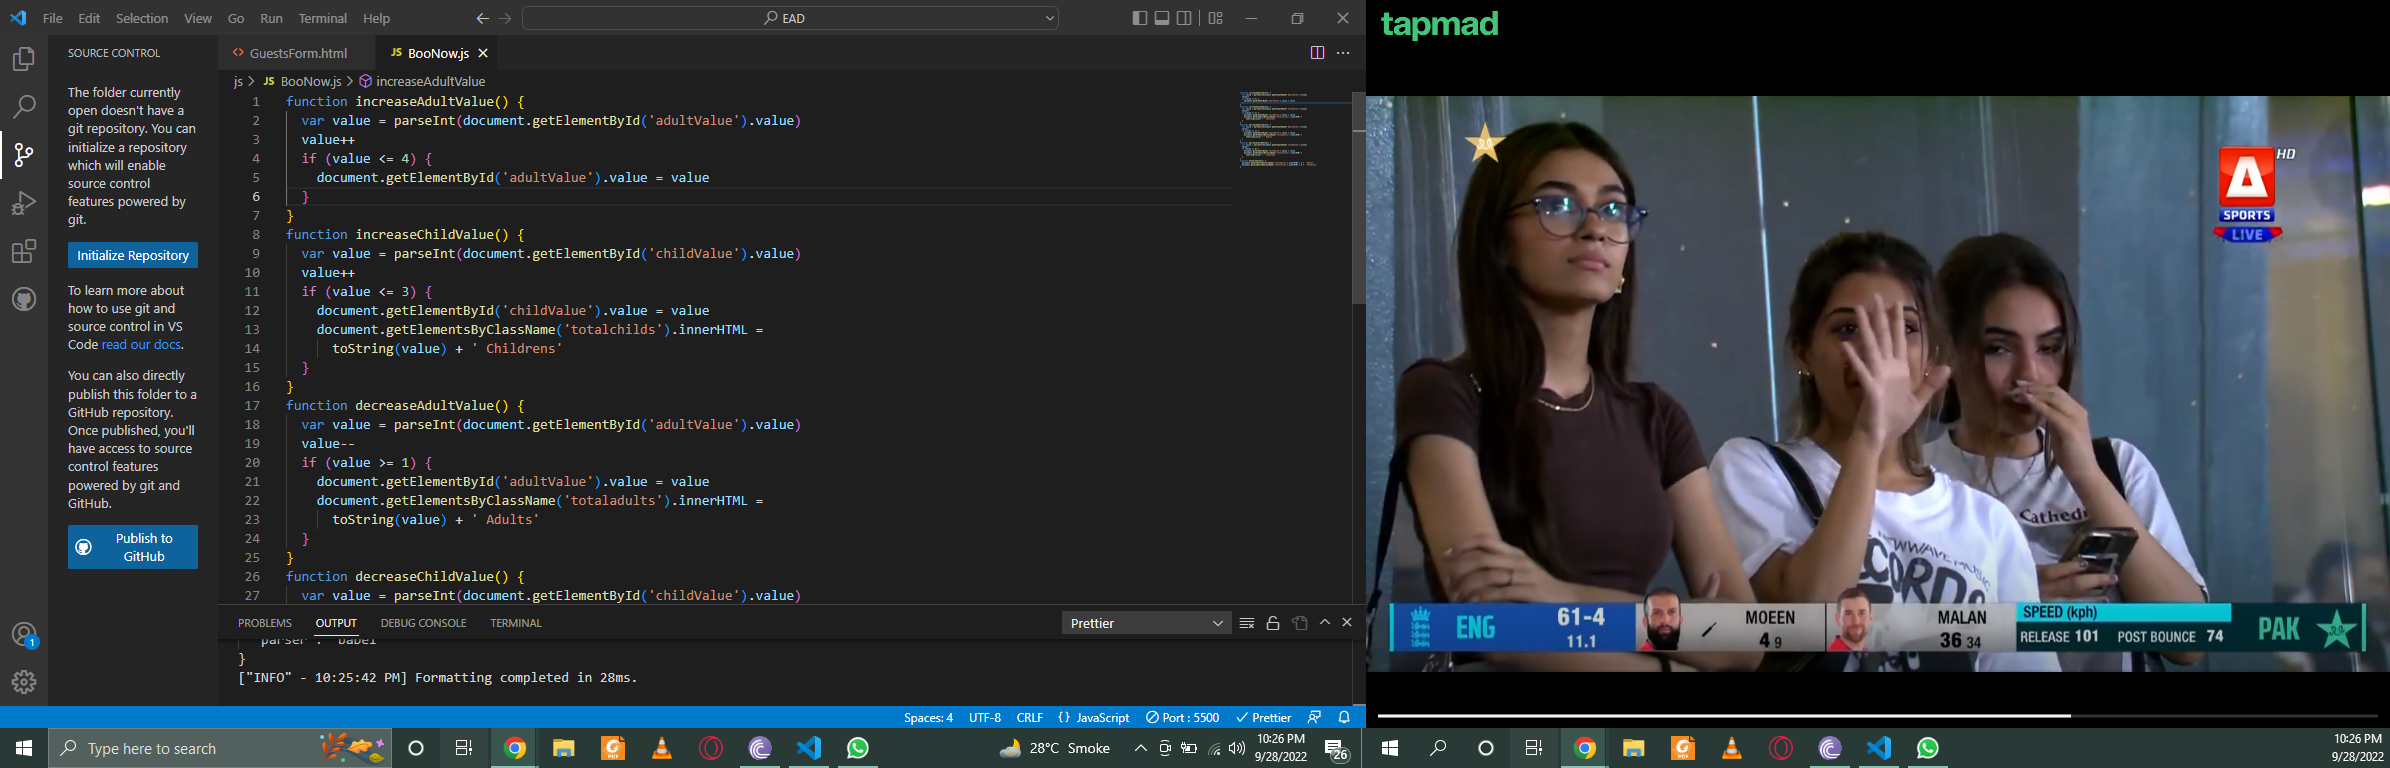 File Edit Selection View Go Run Terminal Help
EAD
SOURCE CONTROL
The folder currently
open doesn't have a
git repository. You can
initialize a repository
which will enable
source control
features powered by
git.
Initialize Repository
To learn more about
how to use git and
source control in VS
Code read our docs.
You can also directly
publish this folder to a
GitHub repository.
Once published, you'll
have access to source
control features
powered by git and
GitHub.
Publish to
GitHub
1
<> GuestsForm.html JS BooNow.js
js > JS BooNow.js > increaseAdultValue
1 function increaseAdultValue() {
2 var value = parseInt(document.getElementById('adultValue').value)
3 value++
4 if (value <= 4) {
5 document.getElementById('adultValue').value = value
6 }
7 }
8 function increaseChildValue() {
9 var value = parseInt(document.getElementById('childValue').value)
10 value++
11 if (value <= 3) {
12 document.getElementById('childValue').value = value
13 document.getElementsByClassName('totalchilds').innerHTML =
14 toString(value) + ' Childrens'
15 }
16 }
17 function decreaseAdultValue() {
18 var value = parseInt(document.getElementById('adultValue').value)
19 value--
20 if (value >= 1) {
21 document.getElementById('adultValue').value = value
22 document.getElementsByClassName('totaladults').innerHTML =
23 toString(value) + ' Adults'
24 }
25 }
26 function decreaseChildValue() {
27 var value = parseInt(document.getElementById('childValue').value)
PROBLEMS OUTPUT DEBUG CONSOLE TERMINAL
Prettier
"parser": "babel"
}
["INFO" - 10:25:42 PM] Formatting completed in 28ms.
Spaces: 4 UTF-8 CRLF {} JavaScript Port : 5500 Prettier
Type here to search
28°C Smoke
10:26 PM
9/28/2022
26
tapmad
A HD
SPORTS
LIVE
Cathedr
NEWWAVE MUSIC
CORDS
ENG 61-4
11.1
MOEEN
4 9
MALAN
36 34
SPEED (kph)
RELEASE 101 POST BOUNCE 74
PAK
10:26 PM
9/28/2022